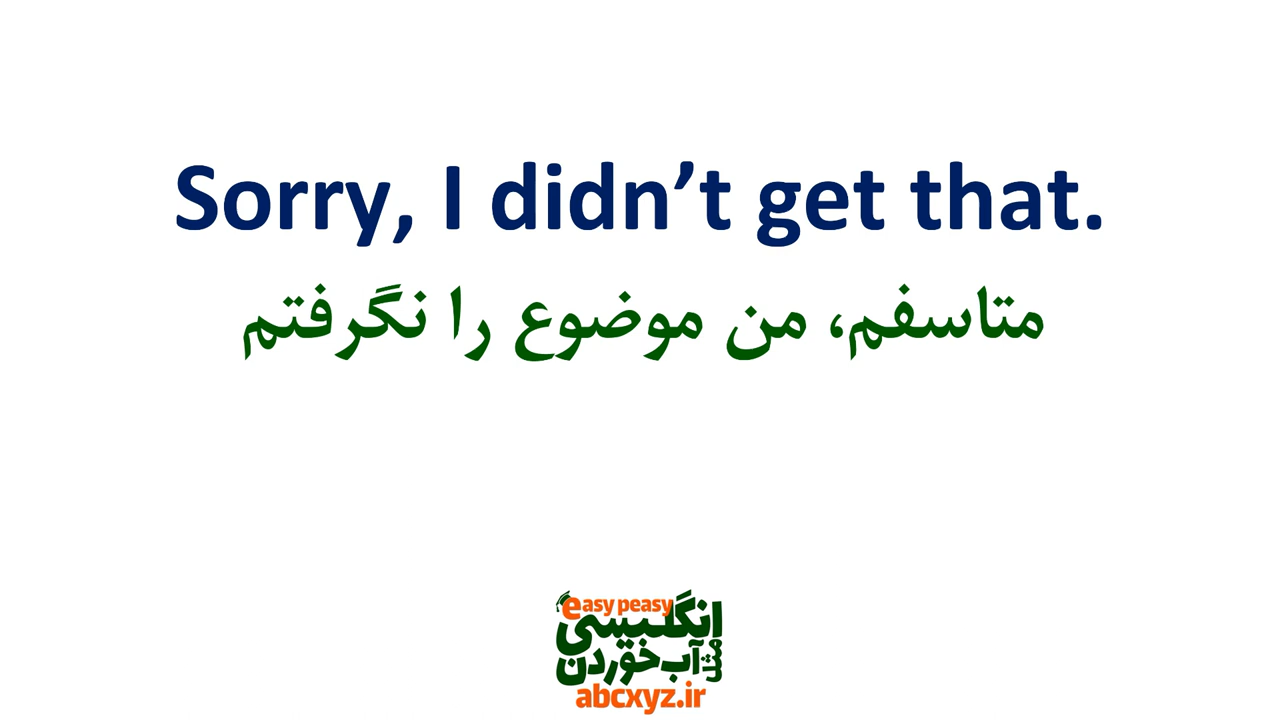 Sorry, I didn’t get that.
متاسفم، من موضوع را نگرفتم
easy peasy
انگلیسی
مثل آب خوردن
abcxyz.ir